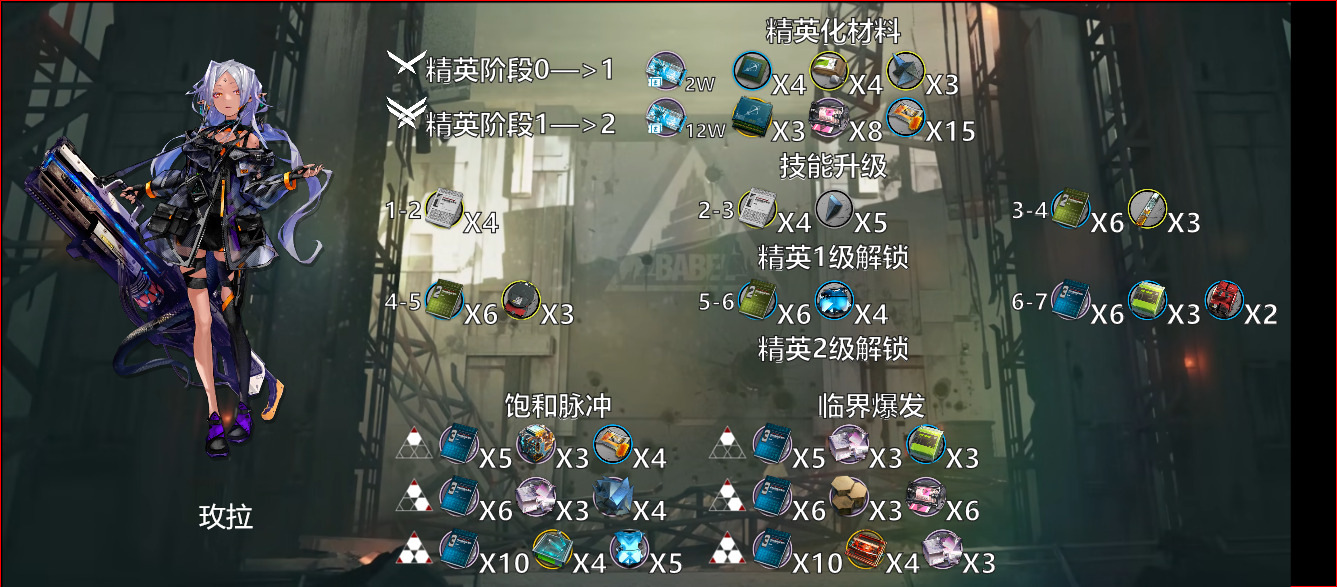 精英化材料
精英阶段0—>1 2W X4 X4 X3
精英阶段1—>2 12W X3 X8 X15
技能升级
1-2 X4 2-3 X4 X5 3-4 X6 X3
BABEL
精英1级解锁
4-5 X6 X3 5-6 X6 X4 6-7 X6 X3 X2
精英2级解锁
饱和脉冲 临界爆发
X5 X3 X4 X5 X3 X3
X6 X3 X4 X6 X3 X6
X10 X4 X5 X10 X4 X3
玫拉